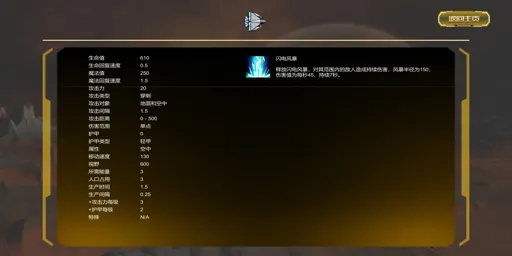 返回主页
生命值 610
生命回复速度 0.5
魔法值 250
魔法回复速度 1.5
攻击力 20
攻击类型 穿刺
攻击对象 地面和空中
攻击间隔 1.5
攻击距离 0 - 500
伤害范围 单点
护甲 0
护甲类型 轻甲
属性 空中
移动速度 130
视野 600
所需能量 3
人口占用 3
生产时间 1.5
生产间隔 0.25
+攻击力每级 3
+护甲每级 2
特殊 N/A
闪电风暴
释放闪电风暴，对其范围内的敌人造成持续伤害，风暴半径为150，
伤害值为每秒45，持续7秒。